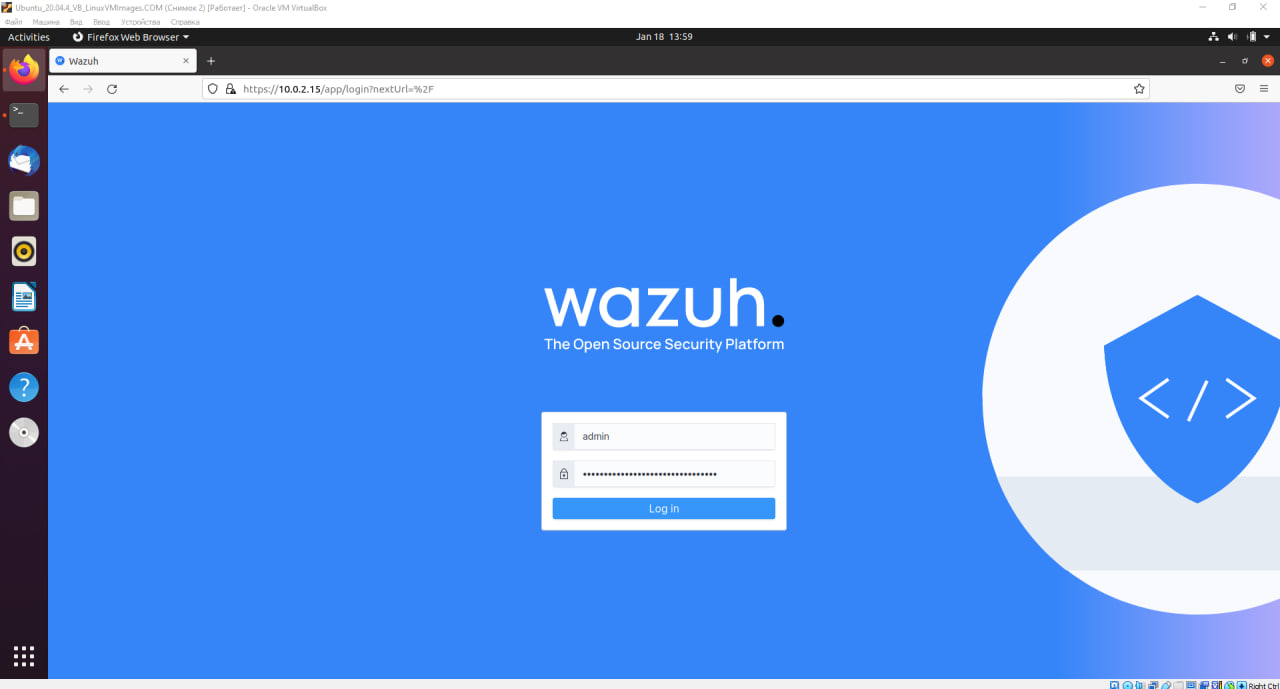 Ubuntu_20.04.4_VB_LinuxVMImages.COM (Снимок 2) [Работает] - Oracle VM VirtualBox
Файл Машина Вид Ввод Устройства Справка
Activities Firefox Web Browser Jan 18 13:59
Wazuh
https://10.0.2.15/app/login?nextUrl=%2F
wazuh.
The Open Source Security Platform
</>
admin
••••••••••••••••••••••••••••••••
Log in
Right Ctrl